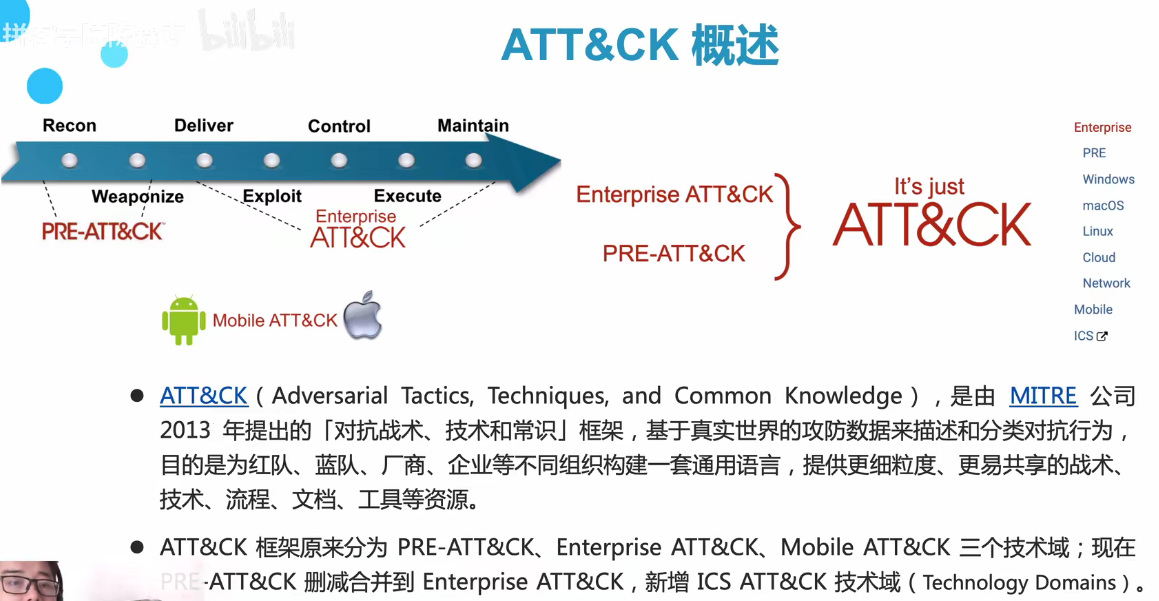 bilibili
ATT&CK 概述
Recon
Deliver
Control
Maintain
Weaponize
Exploit
Execute
PRE-ATT&CK
Enterprise
ATT&CK
Mobile ATT&CK
Enterprise ATT&CK
PRE-ATT&CK
It's just
ATT&CK
Enterprise
PRE
Windows
macOS
Linux
Cloud
Network
Mobile
ICS
ATT&CK（Adversarial Tactics, Techniques, and Common Knowledge），是由 MITRE 公司
2013 年提出的「对抗战术、技术和常识」框架，基于真实世界的攻防数据来描述和分类对抗行为，
目的是为红队、蓝队、厂商、企业等不同组织构建一套通用语言，提供更细粒度、更易共享的战术、
技术、流程、文档、工具等资源。
ATT&CK 框架原来分为 PRE-ATT&CK、Enterprise ATT&CK、Mobile ATT&CK 三个技术域；现在
PRE-ATT&CK 删减合并到 Enterprise ATT&CK，新增 ICS ATT&CK 技术域（Technology Domains）。